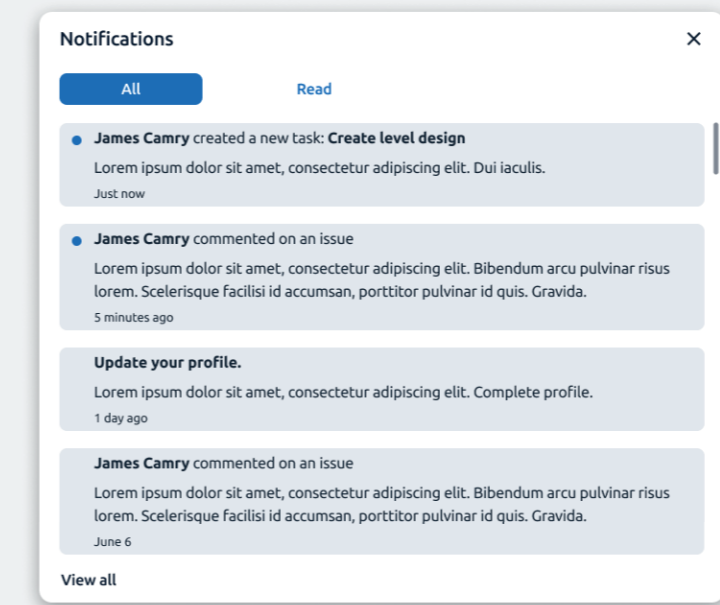 Notifications
All
Read
James Camry created a new task: Create level design
Lorem ipsum dolor sit amet, consectetur adipiscing elit. Dui iaculis.
Just now
James Camry commented on an issue
Lorem ipsum dolor sit amet, consectetur adipiscing elit. Bibendum arcu pulvinar risus
lorem. Scelerisque facilisi id accumsan, porttitor pulvinar id quis. Gravida.
5 minutes ago
Update your profile.
Lorem ipsum dolor sit amet, consectetur adipiscing elit. Complete profile.
1 day ago
James Camry commented on an issue
Lorem ipsum dolor sit amet, consectetur adipiscing elit. Bibendum arcu pulvinar risus
lorem. Scelerisque facilisi id accumsan, porttitor pulvinar id quis. Gravida.
June 6
View all